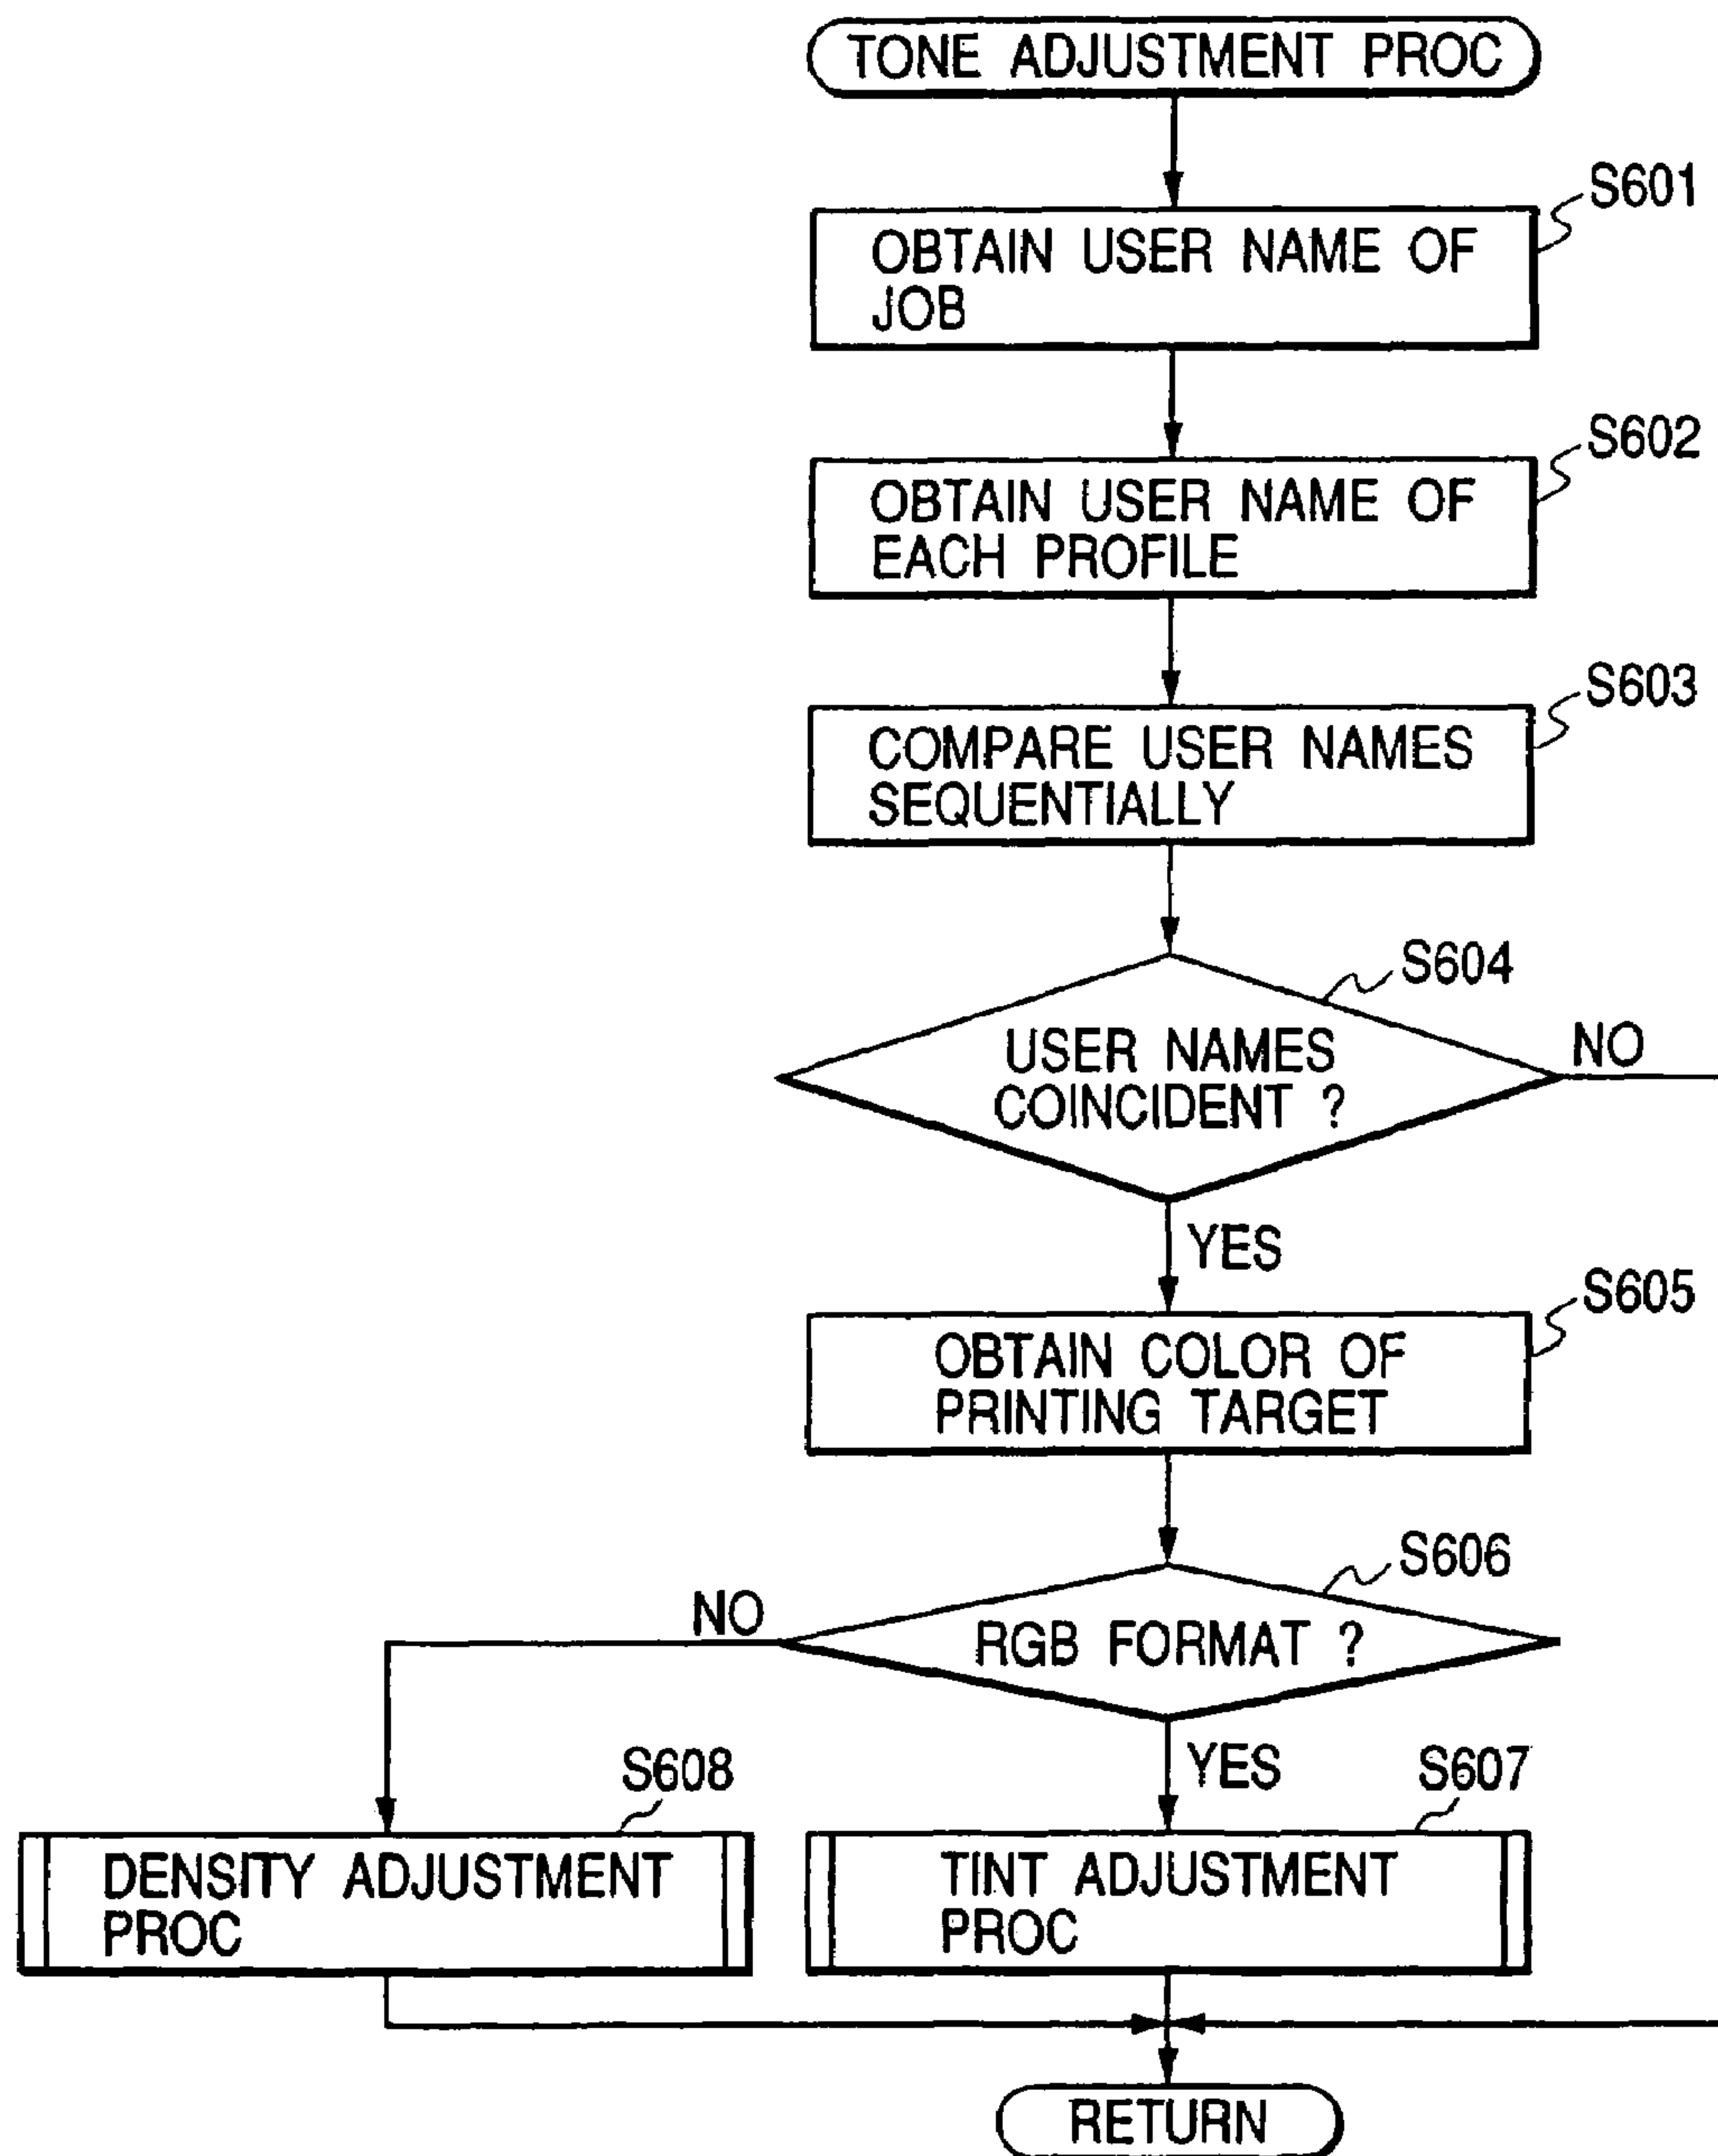 TONE ADJUSTMENT PROC
S601
OBTAIN USER NAME OF
JOB
S602
OBTAIN USER NAME OF
EACH PROFILE
S603
COMPARE USER NAMES
SEQUENTIALLY
S604
USER NAMES
COINCIDENT ?
NO
YES
S605
OBTAIN COLOR OF
PRINTING TARGET
S606
RGB FORMAT ?
NO
YES
S608
DENSITY ADJUSTMENT
PROC
S607
TINT ADJUSTMENT
PROC
RETURN